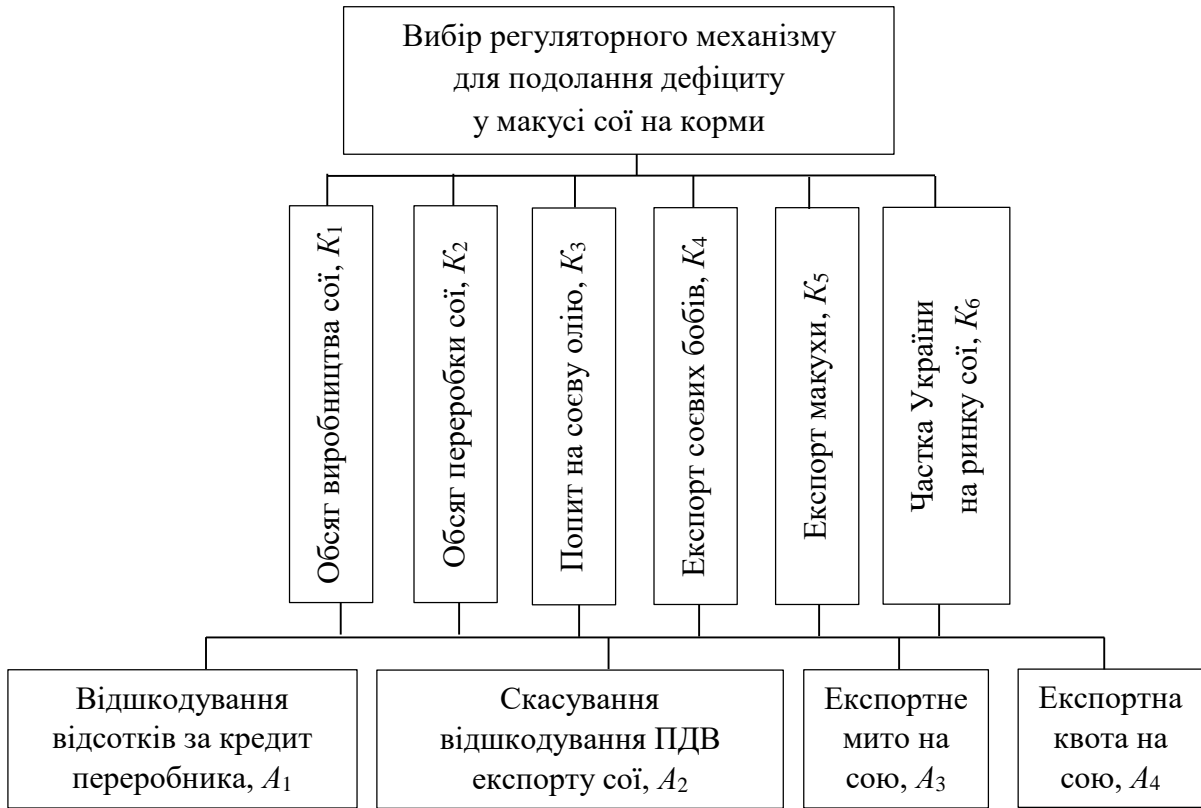 Вибір регуляторного механізму
для подолання дефіциту
у макусі сої на корми
Обсяг виробництва сої, K1
Обсяг переробки сої, K2
Попит на соєву олію, K3
Експорт соєвих бобів, K4
Експорт макухи, K5
Частка України
на ринку сої, K6
Відшкодування
відсотків за кредит
переробника, A1
Скасування
відшкодування ПДВ
експорту сої, A2
Експортне
мито на
сою, A3
Експортна
квота на
сою, A4